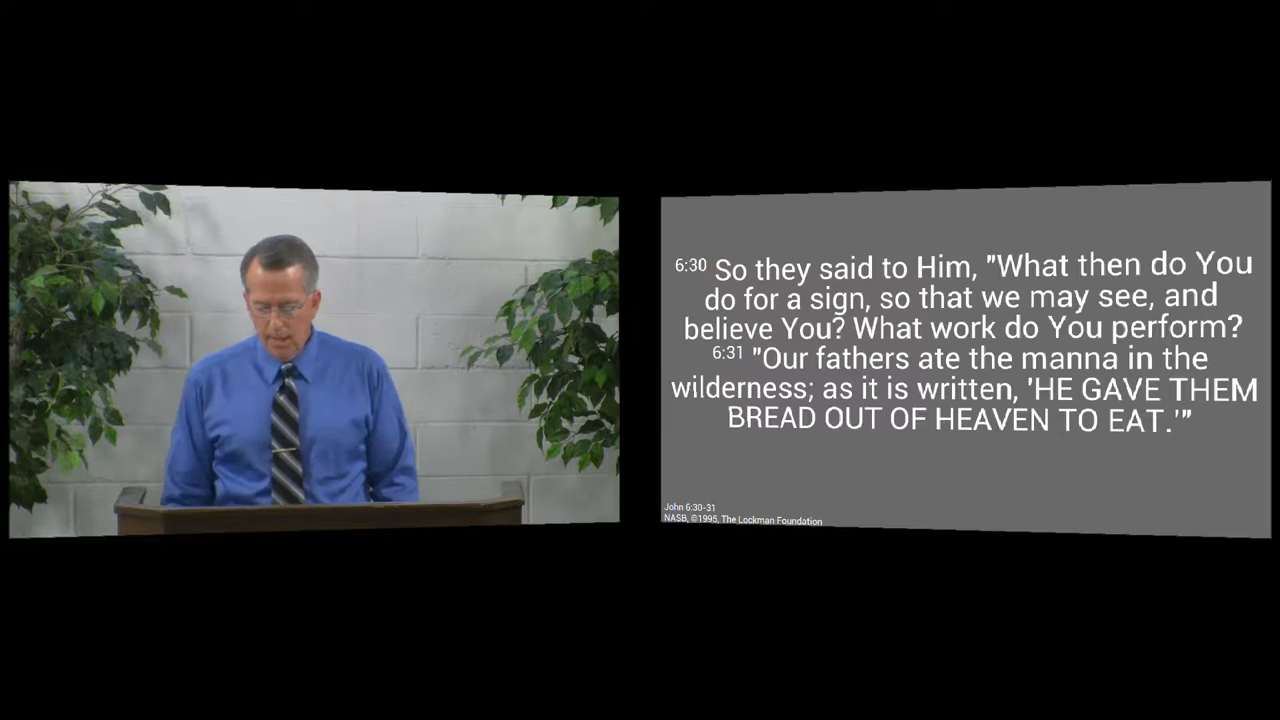 6:30 So they said to Him, "What then do You
do for a sign, so that we may see, and
believe You? What work do You perform?
6:31 "Our fathers ate the manna in the
wilderness; as it is written, 'HE GAVE THEM
BREAD OUT OF HEAVEN TO EAT.'"
John 6:30-31
NASB, ©1995, The Lockman Foundation